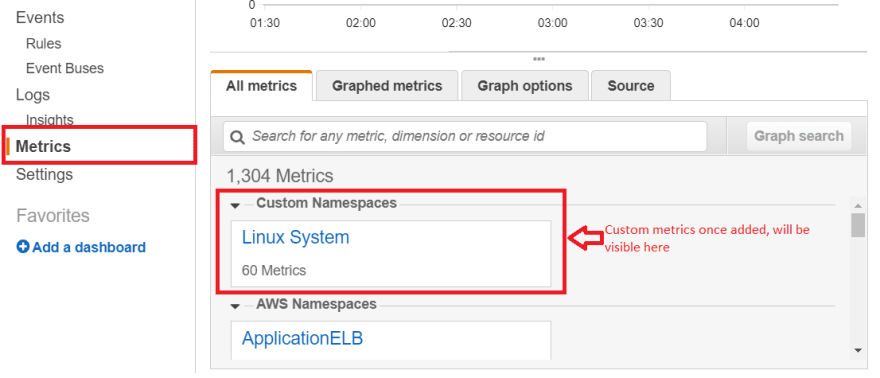 Events
Rules
Event Buses
Logs
Insights
Metrics
Settings
Favorites
Add a dashboard
0
01:30 02:00 02:30 03:00 03:30 04:00
All metrics Graphed metrics Graph options Source
Search for any metric, dimension or resource id Graph search
1,304 Metrics
Custom Namespaces
Linux System
60 Metrics
Custom metrics once added, will be
visible here
AWS Namespaces
ApplicationELB